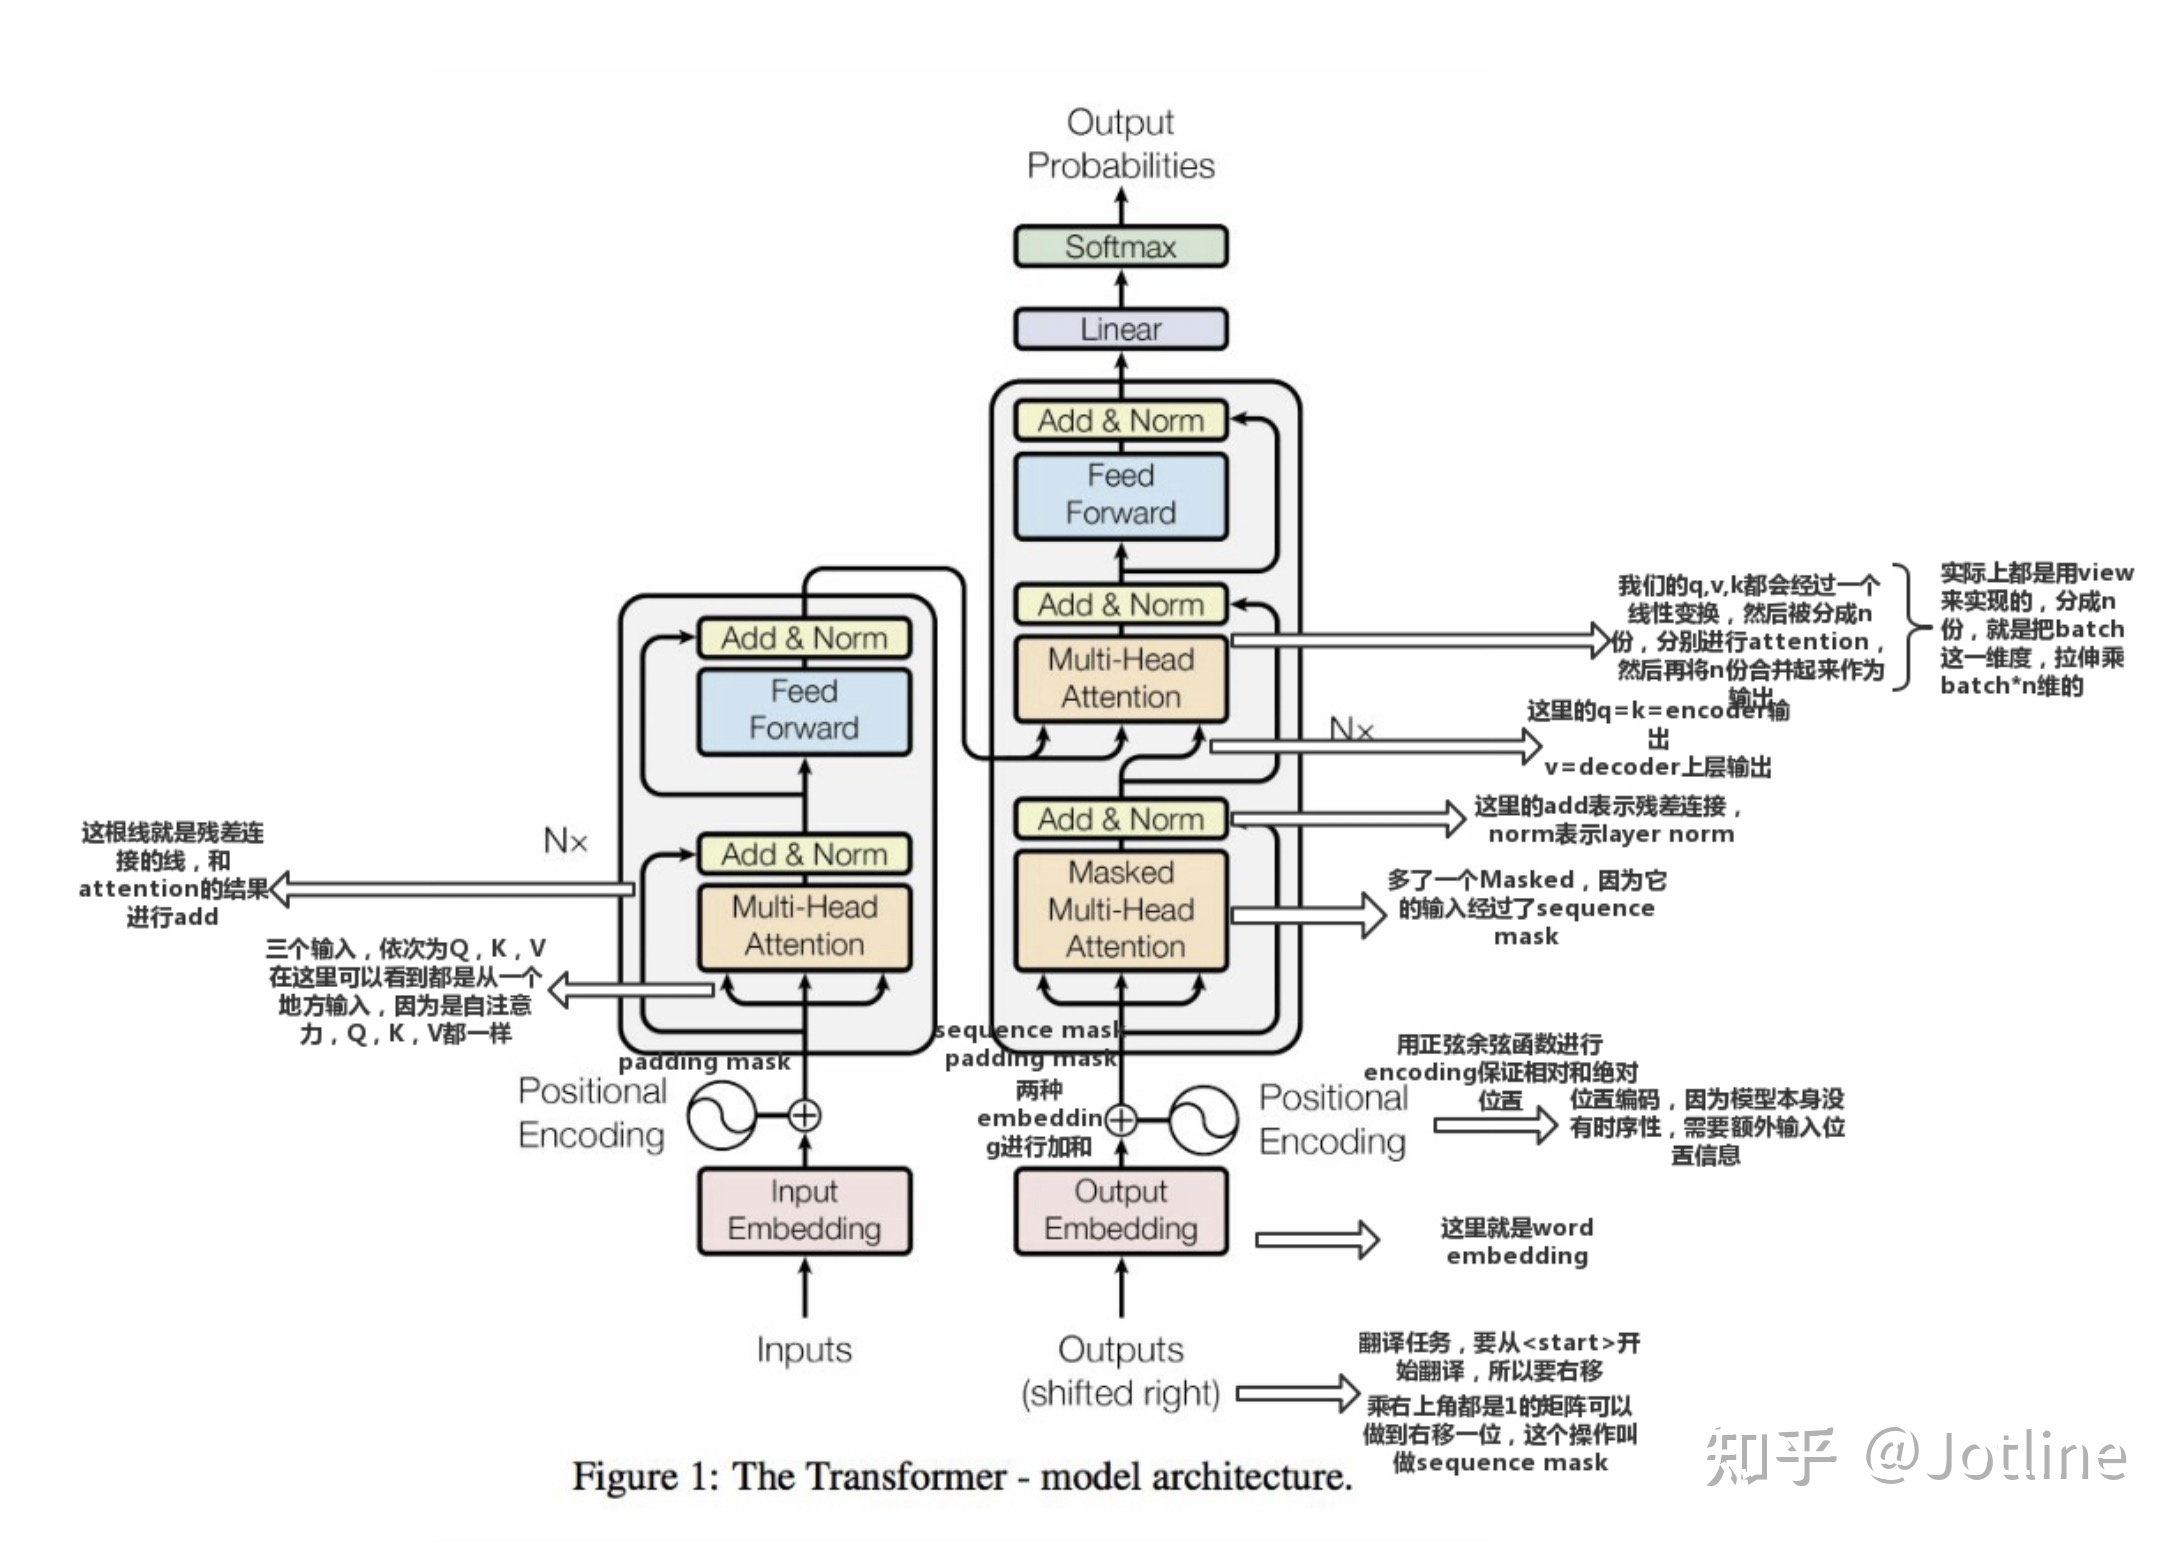 Output
Probabilities
Softmax
Linear
Add & Norm
Feed
Forward
Add & Norm
Multi-Head
Attention
Add & Norm
Masked
Multi-Head
Attention
Nx
Add & Norm
Feed
Forward
Add & Norm
Multi-Head
Attention
Nx
我们的q,v,k都会经过一个
线性变换，然后被分成n
份，分别进行attention，
然后再将n份合并起来作为
输出
实际上都是用view
来实现的，分成n
份，就是把batch
这一维度，拉伸乘
batch*n维的
这里的q=k=encoder输
出
v=decoder上层输出
这里的add表示残差连接，
norm表示layer norm
多了一个Masked，因为它
的输入经过了sequence
mask
这根线就是残差连
接的线，和
attention的结果
进行add
三个输入，依次为Q，K，V
在这里可以看到都是从一个
地方输入，因为是自注意
力，Q，K，V都一样
padding mask
sequence mask
padding mask
两种
embeddin
g进行加和
Positional
Encoding
Positional
Encoding
用正弦余弦函数进行
encoding保证相对和绝对
位置
位置编码，因为模型本身没
有时序性，需要额外输入位
置信息
Input
Embedding
Output
Embedding
这里就是word
embedding
Inputs
Outputs
(shifted right)
翻译任务，要从<start>开
始翻译，所以要右移
乘右上角都是1的矩阵可以
做到右移一位，这个操作叫
做sequence mask
Figure 1: The Transformer - model architecture.
知乎 @Jotline